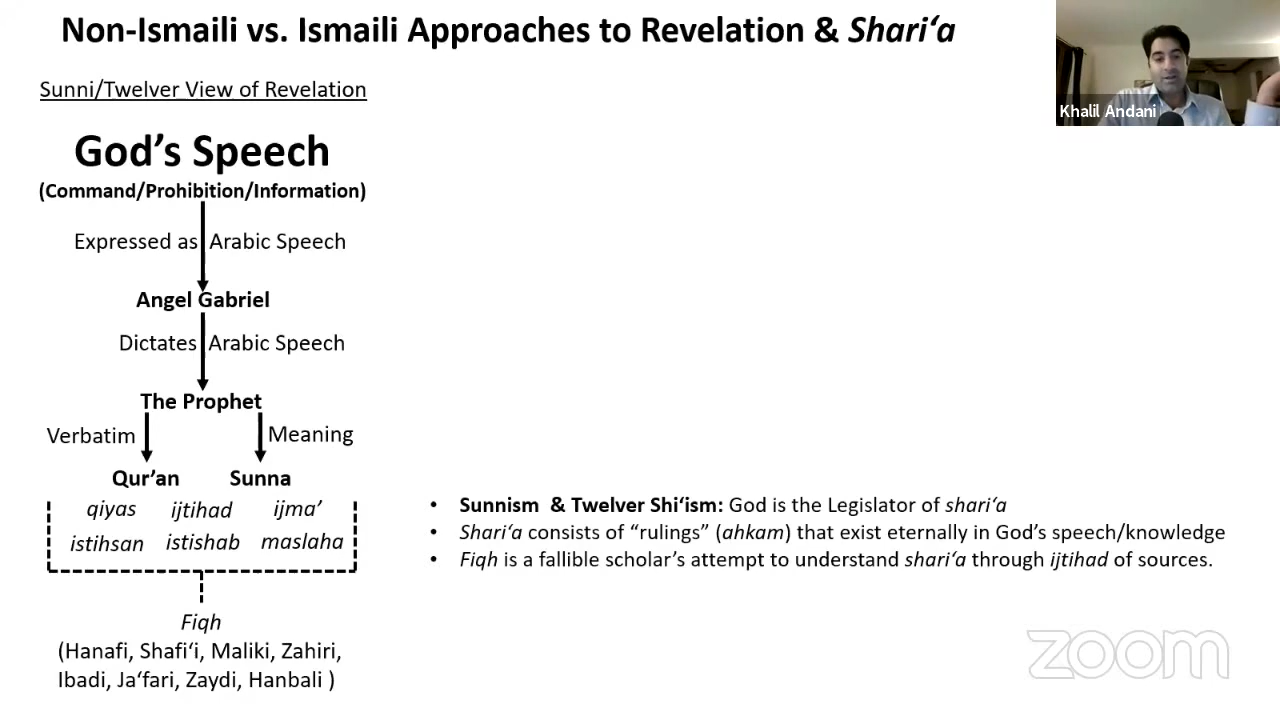 Non-Ismaili vs. Ismaili Approaches to Revelation & Shari‘a
Khalil Andani
Sunni/Twelver View of Revelation
God’s Speech
(Command/Prohibition/Information)
Expressed as Arabic Speech
Angel Gabriel
Dictates Arabic Speech
The Prophet
Verbatim Meaning
Qur’an Sunna
qiyas ijtihad ijma’
istihsan istishab maslaha
Fiqh
(Hanafi, Shafi‘i, Maliki, Zahiri,
Ibadi, Ja‘fari, Zaydi, Hanbali )
• Sunnism & Twelver Shi‘ism: God is the Legislator of shari‘a
• Shari‘a consists of “rulings” (ahkam) that exist eternally in God’s speech/knowledge
• Fiqh is a fallible scholar’s attempt to understand shari‘a through ijtihad of sources.
zoom